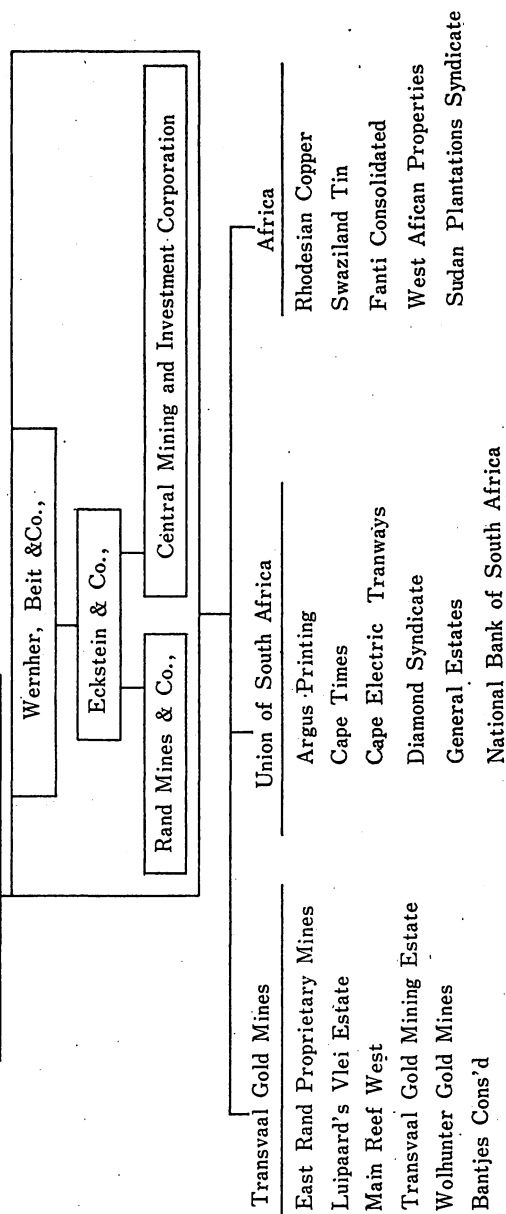 Wernher, Beit &Co.,
Eckstein & Co.,
Rand Mines & Co.,
Central Mining and Investment Corporation
Transvaal Gold Mines
East Rand Proprietary Mines
Luipaard's Vlei Estate
Main Reef West
Transvaal Gold Mining Estate
Wolhunter Gold Mines
Bantjes Cons'd
Union of South Africa
Argus Printing
Cape Times
Cape Electric Tranways
Diamond Syndicate
General Estates
National Bank of South Africa
Africa
Rhodesian Copper
Swaziland Tin
Fanti Consolidated
West Afican Properties
Sudan Plantations Syndicate